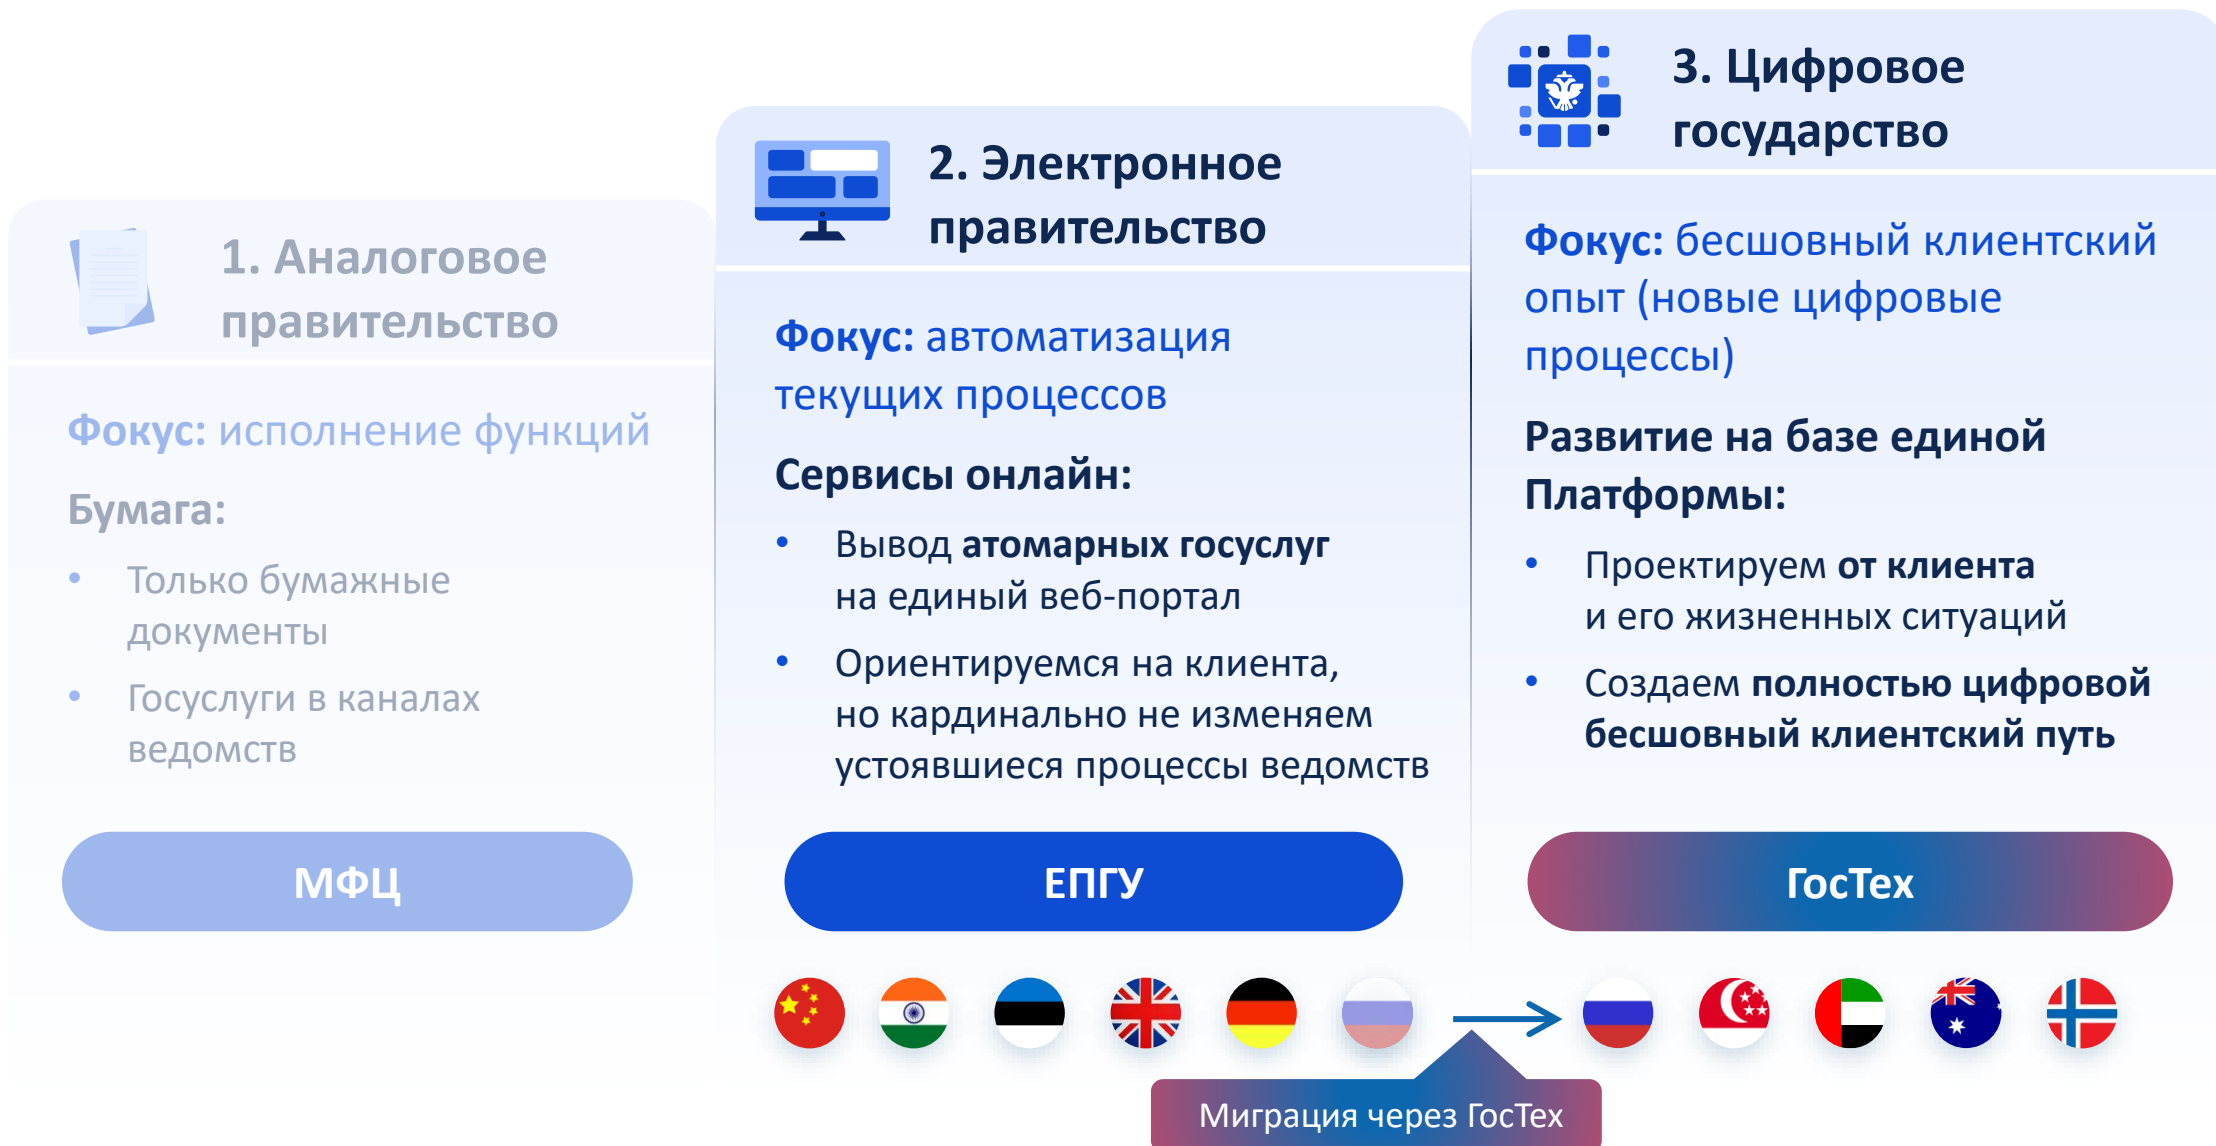 1. Аналоговое
правительство
Фокус: исполнение функций
Бумага:
• Только бумажные
документы
• Госуслуги в каналах
ведомств
МФЦ
2. Электронное
правительство
Фокус: автоматизация
текущих процессов
Сервисы онлайн:
• Вывод атомарных госуслуг
на единый веб-портал
• Ориентируемся на клиента,
но кардинально не изменяем
устоявшиеся процессы ведомств
ЕПГУ
3. Цифровое
государство
Фокус: бесшовный клиентский
опыт (новые цифровые
процессы)
Развитие на базе единой
Платформы:
• Проектируем от клиента
и его жизненных ситуаций
• Создаем полностью цифровой
бесшовный клиентский путь
ГосТех
Миграция через ГосТех